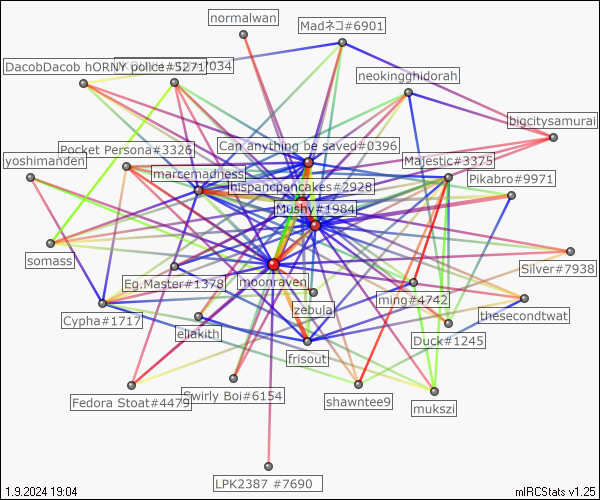 normalwan
Madネコ#6901
DacobDacob hORNY police#5271
7034
neokingghidorah
bigcitysamurai
Can anything be saved#0396
Pocket Persona#3326
yoshimanden
Majestic#3375
marcemadness
Pikabro#9971
hispancpancakes#2928
Mushy#1984
somass
Silver#7938
Eg.Master#1378
moonraven
ming#4742
zebula
thesecondtwat
Cypha#1717
eliakith
Duck#1245
frisout
Fedora Stoat#4479
Swirly Boi#6154
shawntee9
mukszi
LPK2387 #7690
1.9.2024 19:04
mIRCStats v1.25